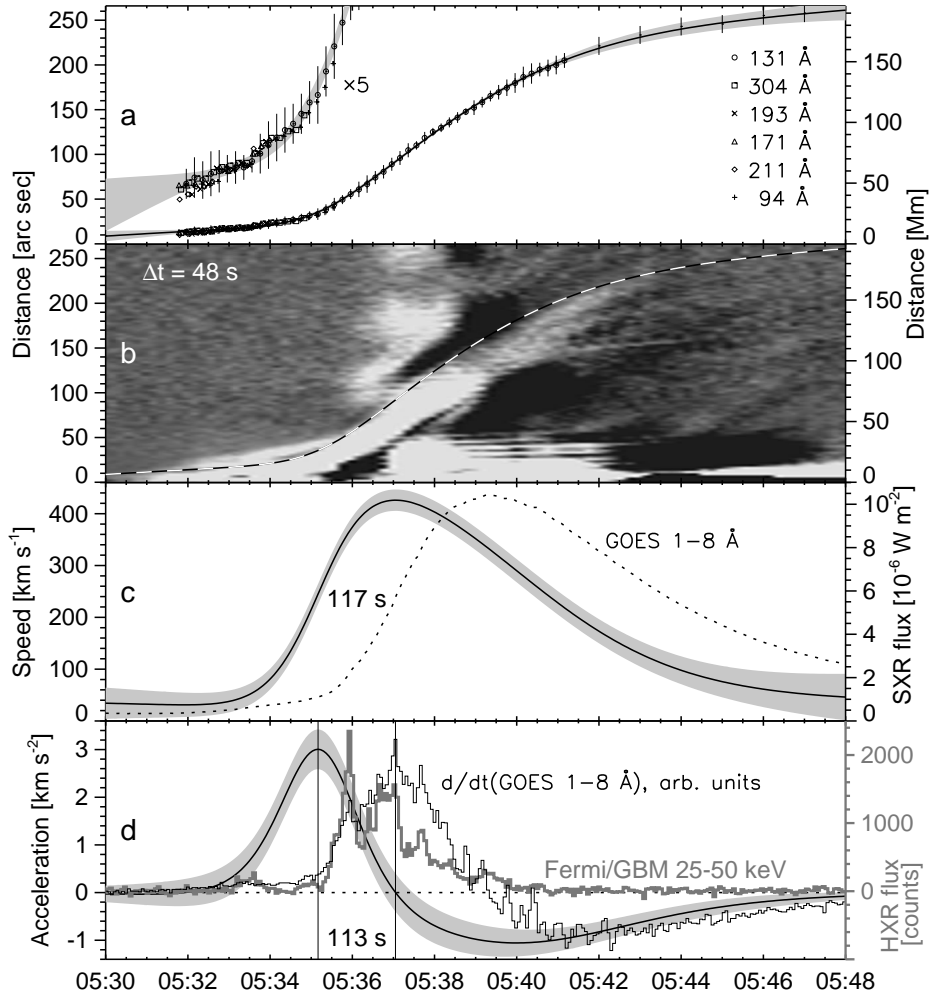 250
200
150
100
50
0
Distance [arc sec]
a
×5
131 Å
304 Å
193 Å
171 Å
211 Å
94 Å
150
100
50
0
Distance [Mm]
250
200
150
100
50
0
Distance [arc sec]
Δt = 48 s
b
150
100
50
0
Distance [Mm]
400
300
200
100
0
Speed [km s⁻¹]
c
117 s
GOES 1−8 Å
10
8
6
4
2
0
SXR flux [10⁻⁶ W m⁻²]
3
2
1
0
-1
Acceleration [km s⁻²]
d
d/dt(GOES 1−8 Å), arb. units
Fermi/GBM 25-50 keV
113 s
2000
1000
0
HXR flux
[counts]
05:30 05:32 05:34 05:36 05:38 05:40 05:42 05:44 05:46 05:48